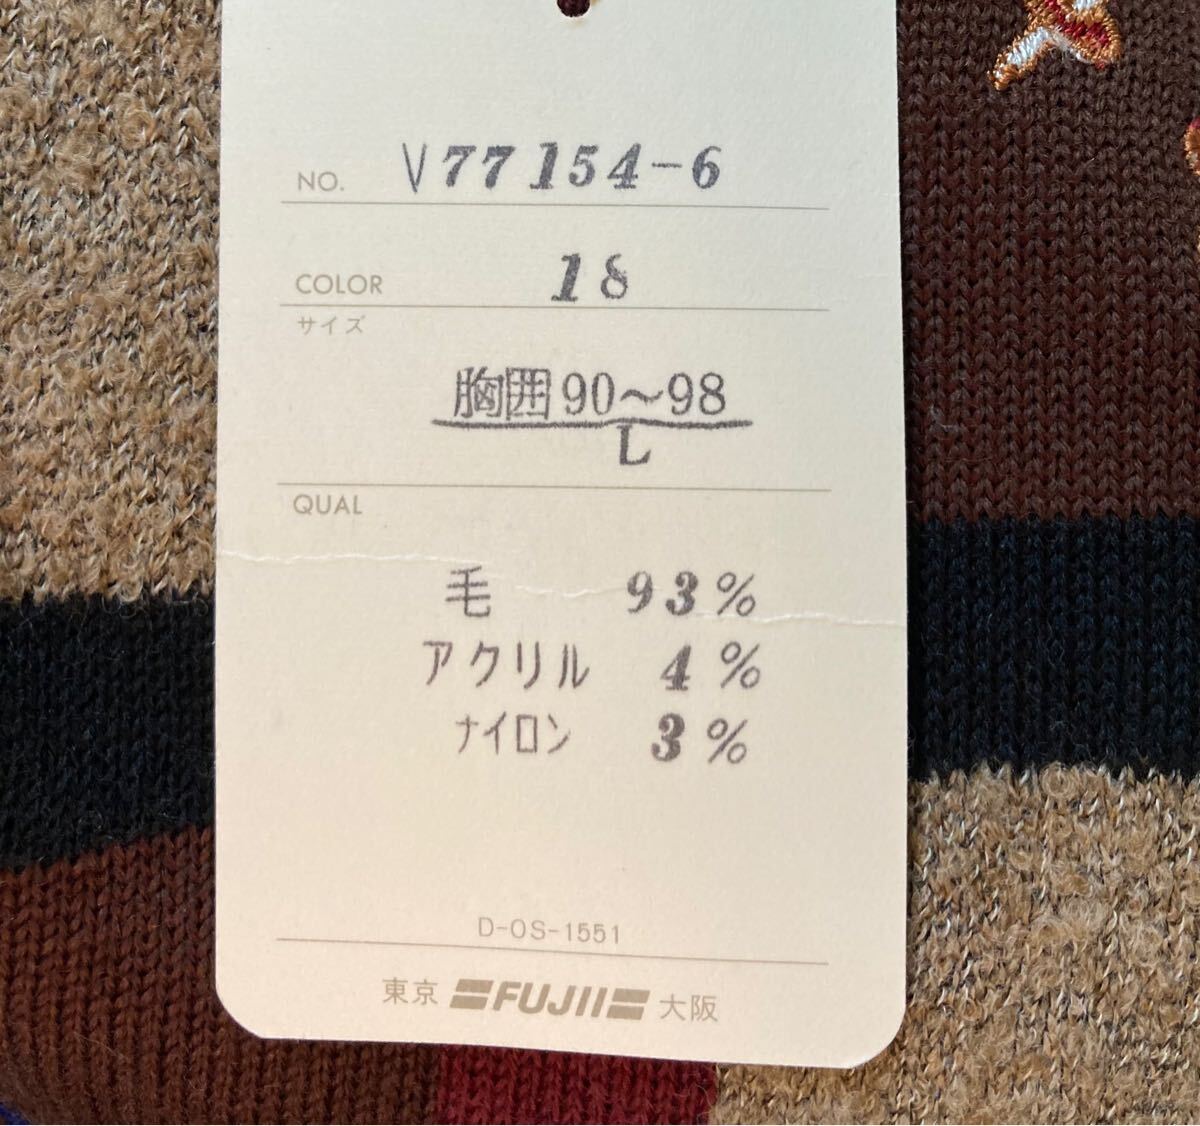 NO. V77154-6
COLOR 18
サイズ
胸囲90～98
L
QUAL
毛 93%
アクリル 4%
ナイロン 3%
D-OS-1551
東京 FUJII 大阪